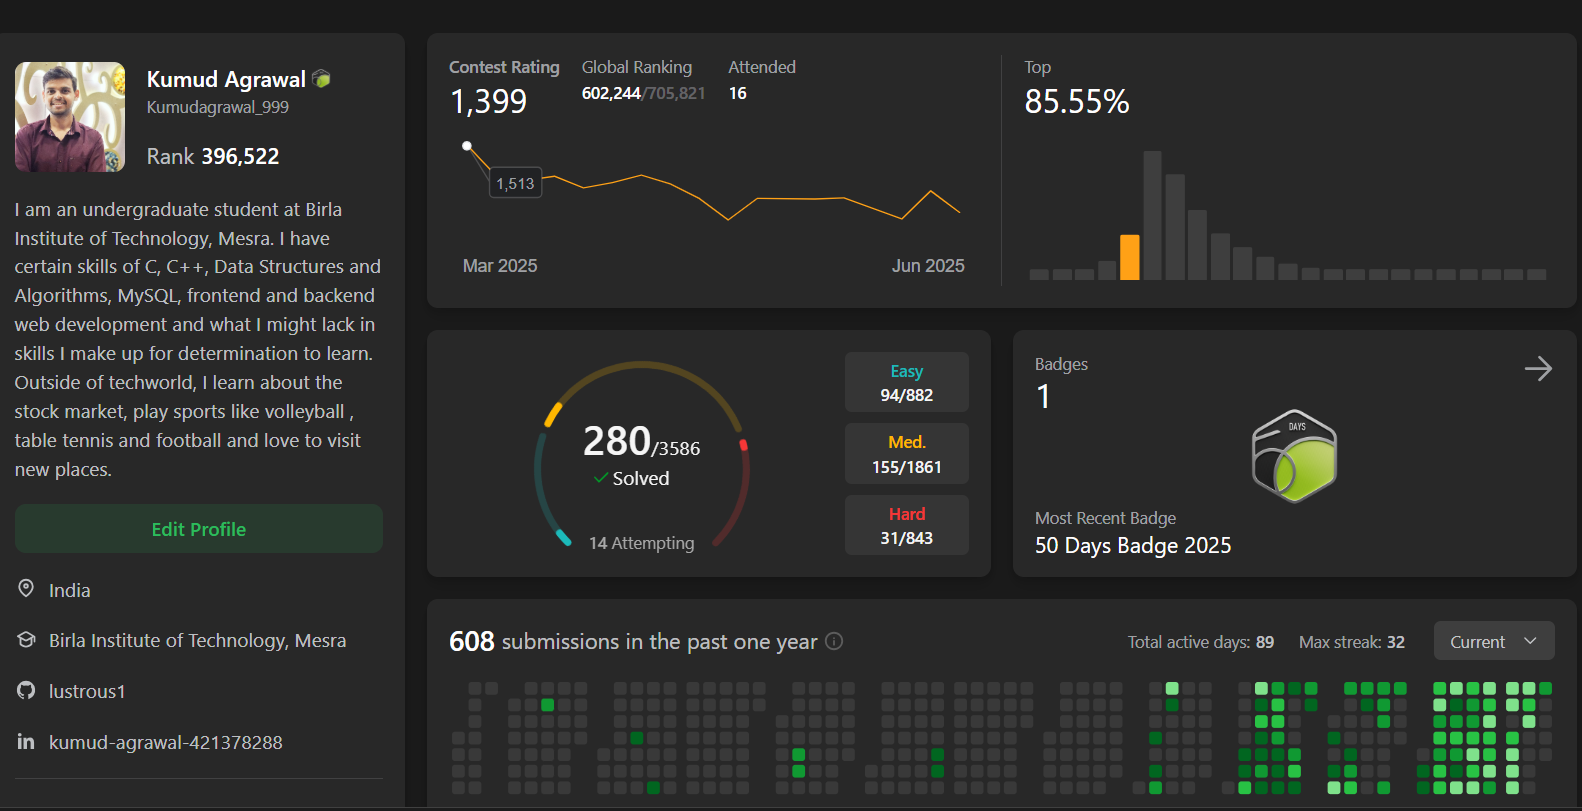 Kumud Agrawal
Kumudagrawal_999
Rank 396,522
I am an undergraduate student at Birla
Institute of Technology, Mesra. I have
certain skills of C, C++, Data Structures and
Algorithms, MySQL, frontend and backend
web development and what I might lack in
skills I make up for determination to learn.
Outside of techworld, I learn about the
stock market, play sports like volleyball ,
table tennis and football and love to visit
new places.
Edit Profile
India
Birla Institute of Technology, Mesra
lustrous1
in kumud-agrawal-421378288
Contest Rating
1,399
Global Ranking
602,244/705,821
Attended
16
1,513
Mar 2025
Jun 2025
Top
85.55%
280/3586
Solved
14 Attempting
Easy
94/882
Med.
155/1861
Hard
31/843
Badges
1
DAYS
Most Recent Badge
50 Days Badge 2025
608 submissions in the past one year
Total active days: 89
Max streak: 32
Current